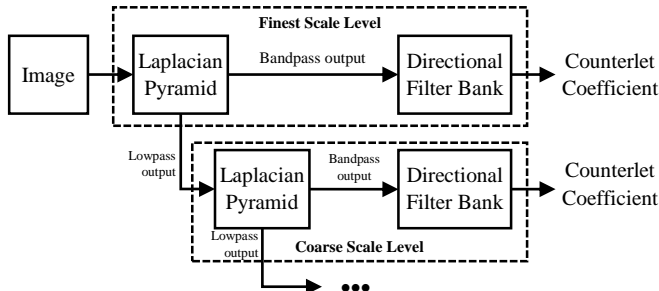 Finest Scale Level
Image
Laplacian
Pyramid
Bandpass output
Directional
Filter Bank
Counterlet
Coefficient
Lowpass
output
Laplacian
Pyramid
Bandpass
output
Directional
Filter Bank
Counterlet
Coefficient
Lowpass
output
Coarse Scale Level
•••